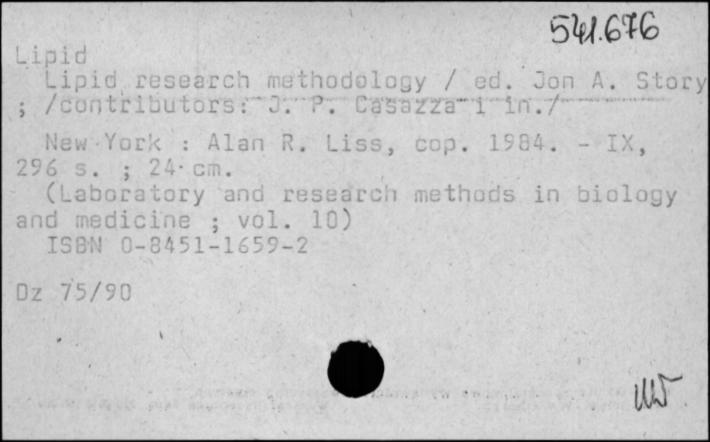 541.676
Lipid
Lipid research methodology / ed. Jon A. Story
; /contributors: J. P. Casazza i in./
New York : Alan R. Liss, cop. 1984. - IX,
296 s. ; 24 cm.
(Laboratory and research methods in biology
and medicine ; vol. 10)
ISBN 0-8451-1659-2
Dz 75/90